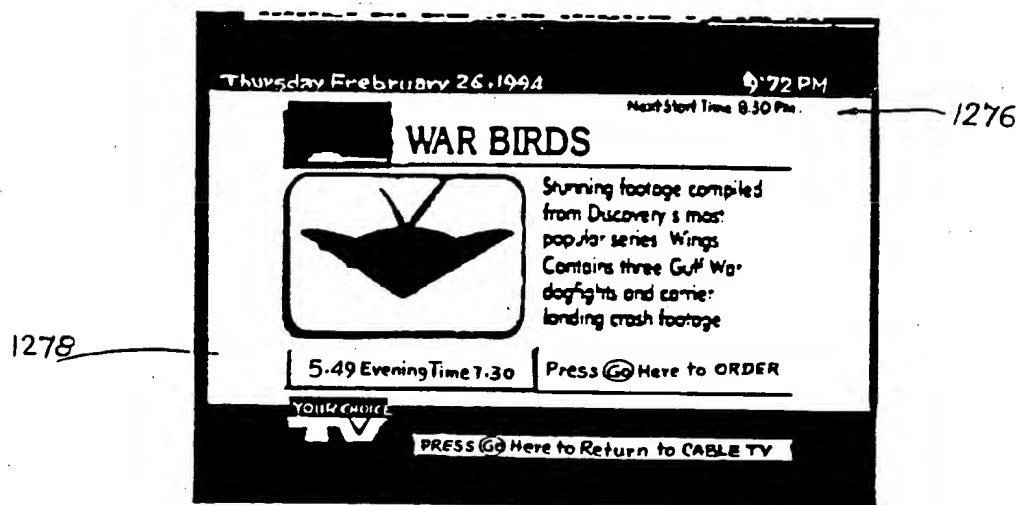 Thursday Frebruary 26.1994 9:72 PM
Next Start Time 8.30 Pm.
1276
WAR BIRDS
Stunning footage compiled
from Discovery s most
popular series Wings
Contains three Gulf War
dogfights and carrier
landing crash footage
1278
5.49 Evening Time 7.30
Press Go Here to ORDER
YOUR CHOICE
TV
PRESS Go Here to Return to CABLE TV